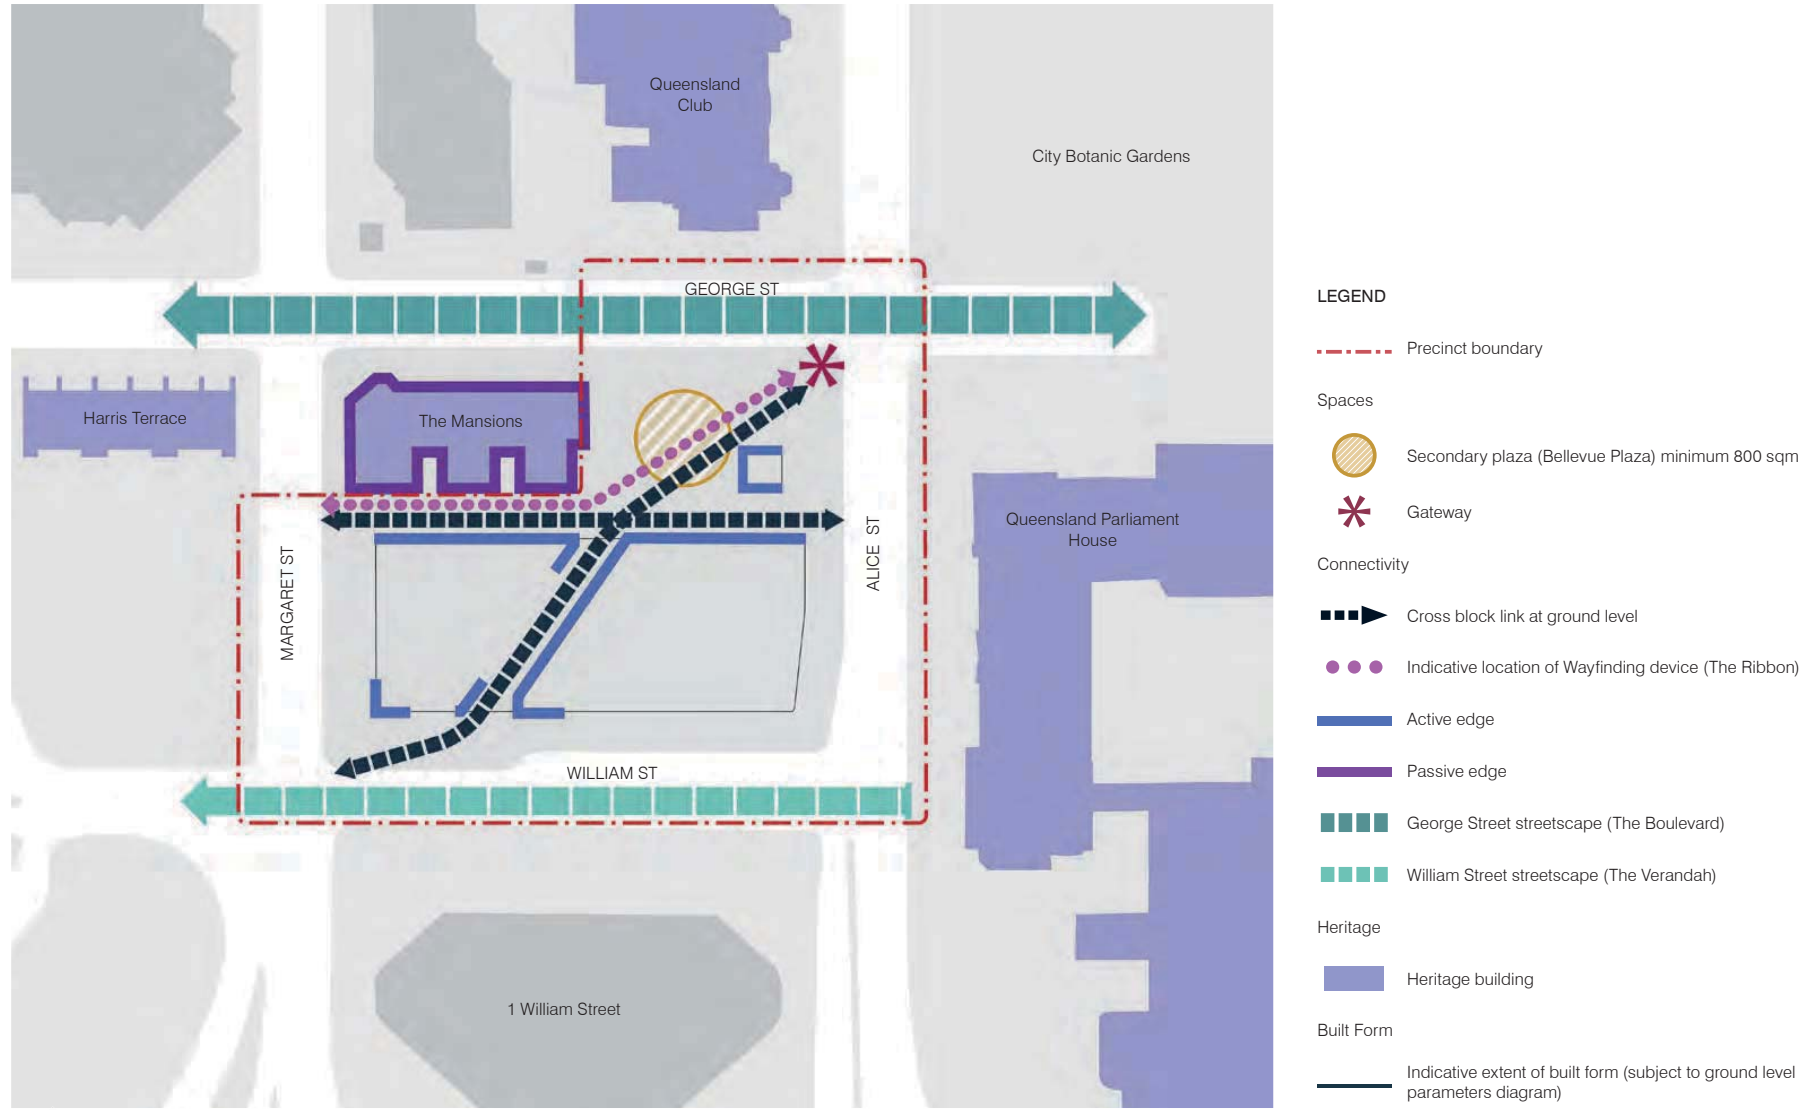 Queensland
Club
City Botanic Gardens
GEORGE ST
Harris Terrace
The Mansions
Queensland Parliament
House
MARGARET ST
ALICE ST
WILLIAM ST
1 William Street
LEGEND
Precinct boundary
Spaces
Secondary plaza (Bellevue Plaza) minimum 800 sqm
Gateway
Connectivity
Cross block link at ground level
Indicative location of Wayfinding device (The Ribbon)
Active edge
Passive edge
George Street streetscape (The Boulevard)
William Street streetscape (The Verandah)
Heritage
Heritage building
Built Form
Indicative extent of built form (subject to ground level
parameters diagram)